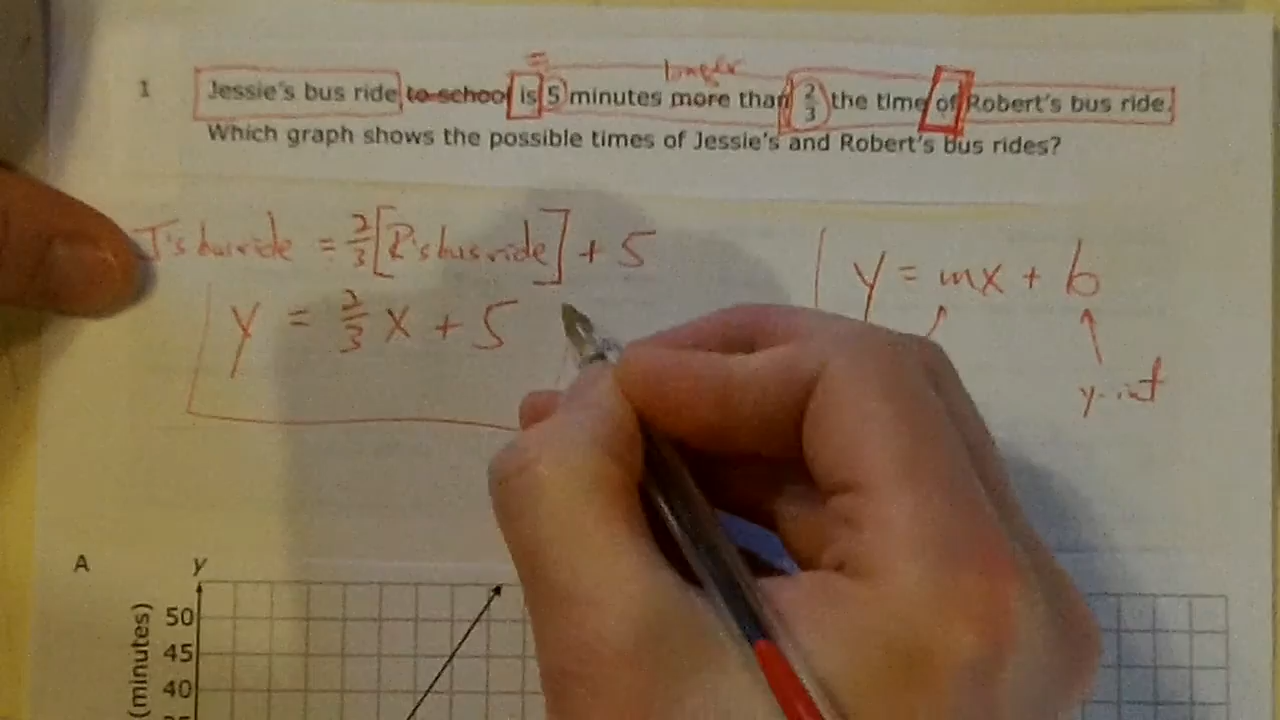 =
longer
1 Jessie's bus ride to school is 5 minutes more than 2/3 the time of Robert's bus ride.
Which graph shows the possible times of Jessie's and Robert's bus rides?
J's bus ride = 2/3 [R's bus ride] + 5
y = 2/3 x + 5
y = mx + b
y-int
A
y
50
45
40
(minutes)